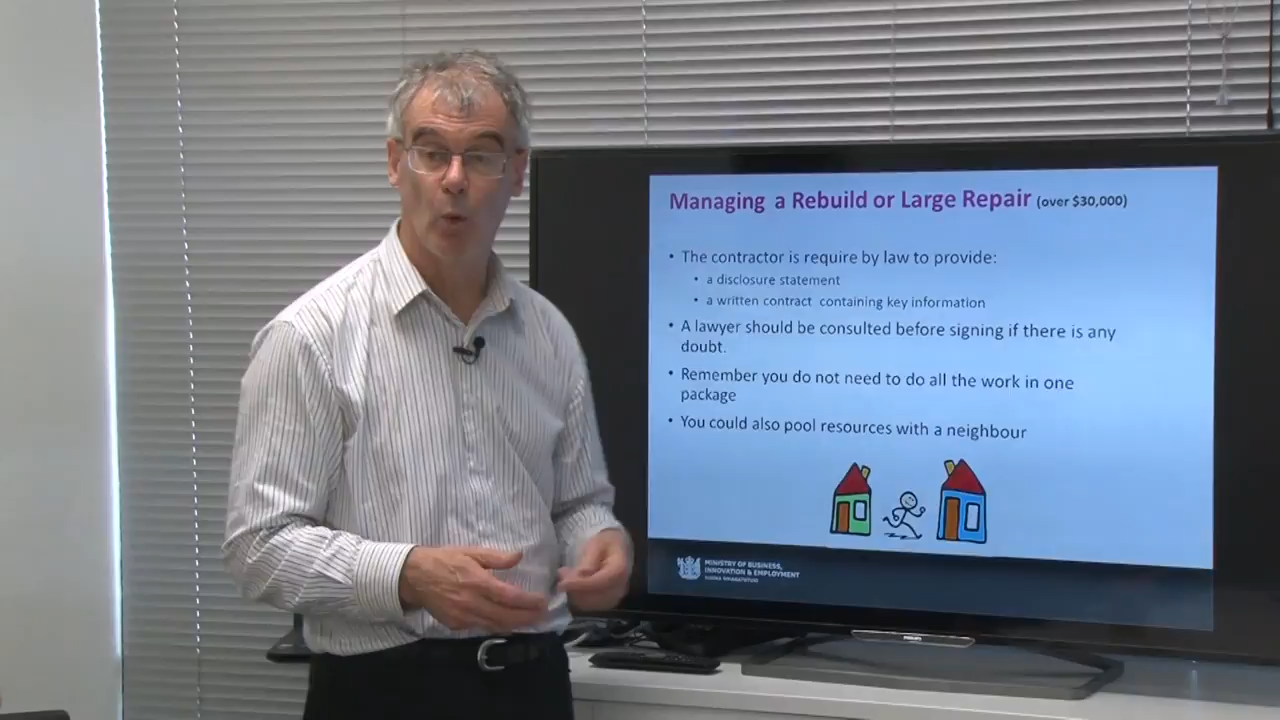 Managing a Rebuild or Large Repair (over $30,000)
• The contractor is require by law to provide:
• a disclosure statement
• a written contract containing key information
• A lawyer should be consulted before signing if there is any
doubt.
• Remember you do not need to do all the work in one
package
• You could also pool resources with a neighbour
MINISTRY OF BUSINESS,
INNOVATION & EMPLOYMENT
PHILIPS